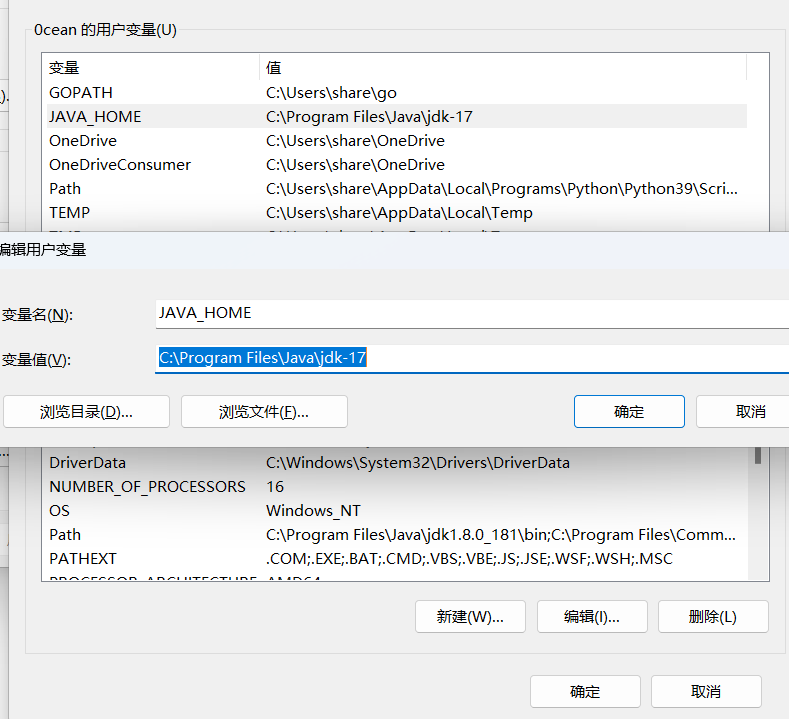 0cean 的用户变量(U)
变量 值
GOPATH C:\Users\share\go
JAVA_HOME C:\Program Files\Java\jdk-17
OneDrive C:\Users\share\OneDrive
OneDriveConsumer C:\Users\share\OneDrive
Path C:\Users\share\AppData\Local\Programs\Python\Python39\Scri...
TEMP C:\Users\share\AppData\Local\Temp
编辑用户变量
变量名(N): JAVA_HOME
变量值(V): C:\Program Files\Java\jdk-17
浏览目录(D)... 浏览文件(F)... 确定 取消
DriverData C:\Windows\System32\Drivers\DriverData
NUMBER_OF_PROCESSORS 16
OS Windows_NT
Path C:\Program Files\Java\jdk1.8.0_181\bin;C:\Program Files\Comm...
PATHEXT .COM;.EXE;.BAT;.CMD;.VBS;.VBE;.JS;.JSE;.WSF;.WSH;.MSC
PROCESSOR_ARCHITECTURE AMD64
新建(W)... 编辑(I)... 删除(L)
确定 取消